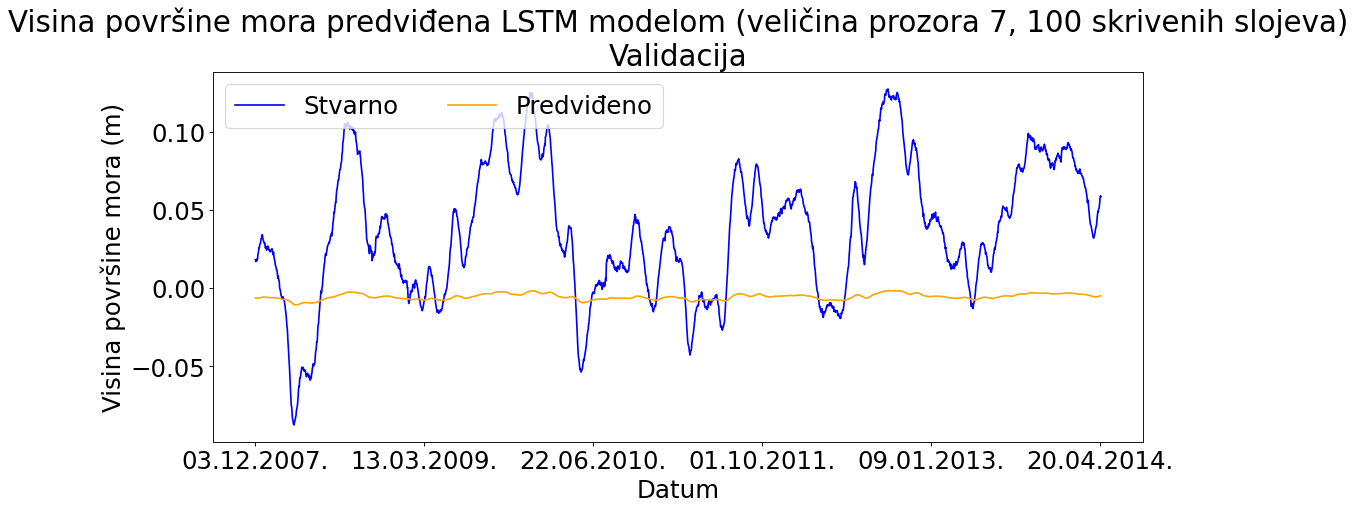 Visina površine mora predviđena LSTM modelom (veličina prozora 7, 100 skrivenih slojeva)
Validacija
Stvarno Predviđeno
Visina površine mora (m)
0.10
0.05
0.00
−0.05
03.12.2007. 13.03.2009. 22.06.2010. 01.10.2011. 09.01.2013. 20.04.2014.
Datum